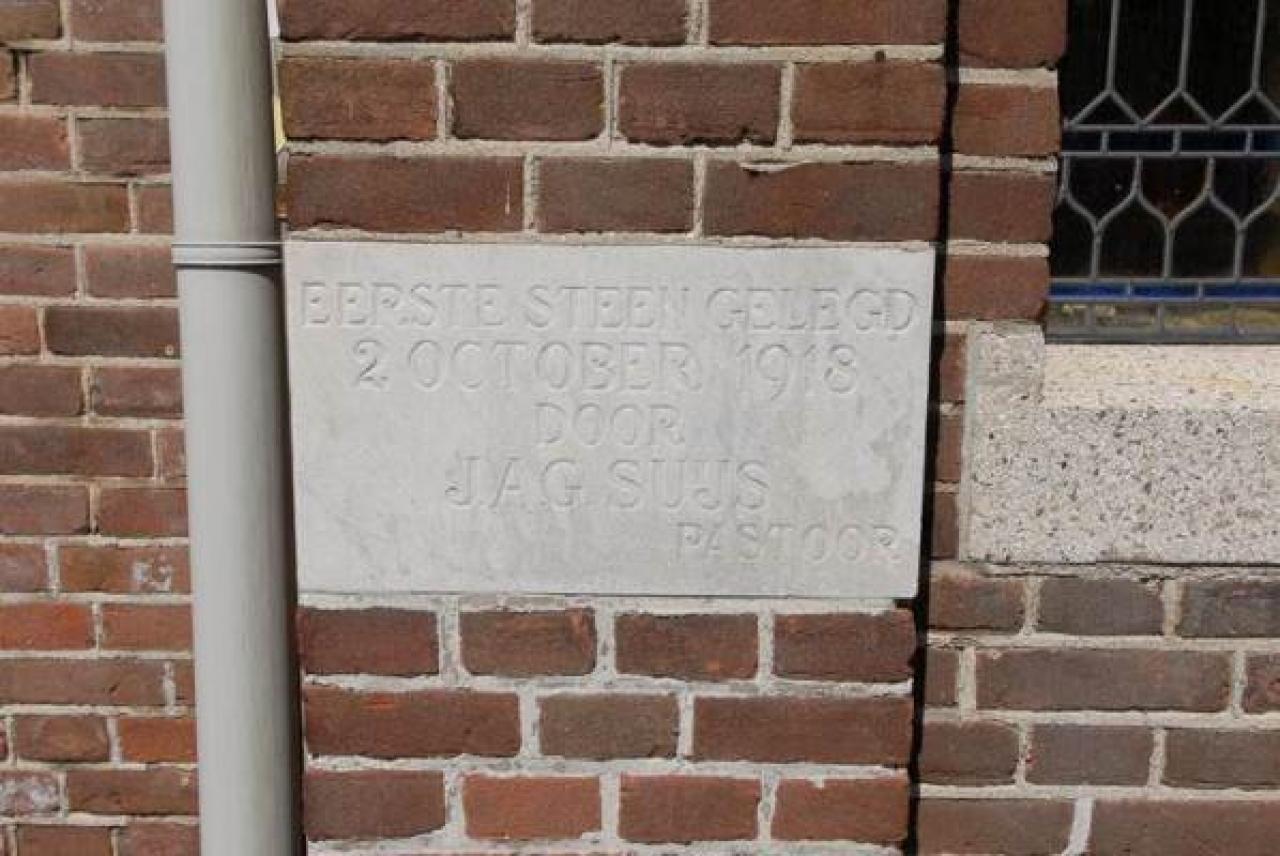 EERSTE STEEN GELEGD
2 OCTOBER 1918
DOOR
J.A.G. SUIJS
PASTOOR